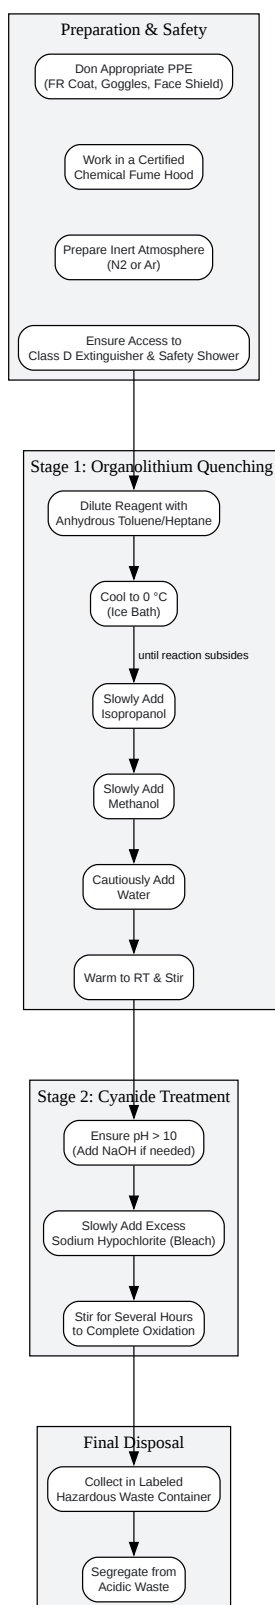 Preparation & Safety
Don Appropriate PPE
(FR Coat, Goggles, Face Shield)
Work in a Certified
Chemical Fume Hood
Prepare Inert Atmosphere
(N2 or Ar)
Ensure Access to
Class D Extinguisher & Safety Shower
Stage 1: Organolithium Quenching
Dilute Reagent with
Anhydrous Toluene/Heptane
Cool to 0 °C
(Ice Bath)
until reaction subsides
Slowly Add
Isopropanol
Slowly Add
Methanol
Cautiously Add
Water
Warm to RT & Stir
Stage 2: Cyanide Treatment
Ensure pH > 10
(Add NaOH if needed)
Slowly Add Excess
Sodium Hypochlorite (Bleach)
Stir for Several Hours
to Complete Oxidation
Final Disposal
Collect in Labeled
Hazardous Waste Container
Segregate from
Acidic Waste